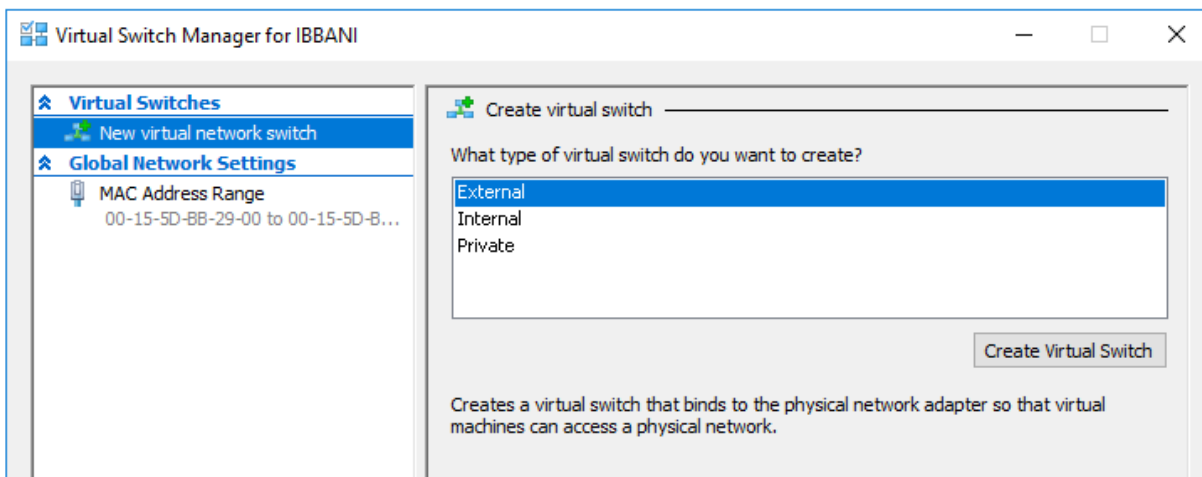 Virtual Switch Manager for IBBANI
Virtual Switches
New virtual network switch
Global Network Settings
MAC Address Range
00-15-5D-BB-29-00 to 00-15-5D-B...
Create virtual switch
What type of virtual switch do you want to create?
External
Internal
Private
Create Virtual Switch
Creates a virtual switch that binds to the physical network adapter so that virtual
machines can access a physical network.